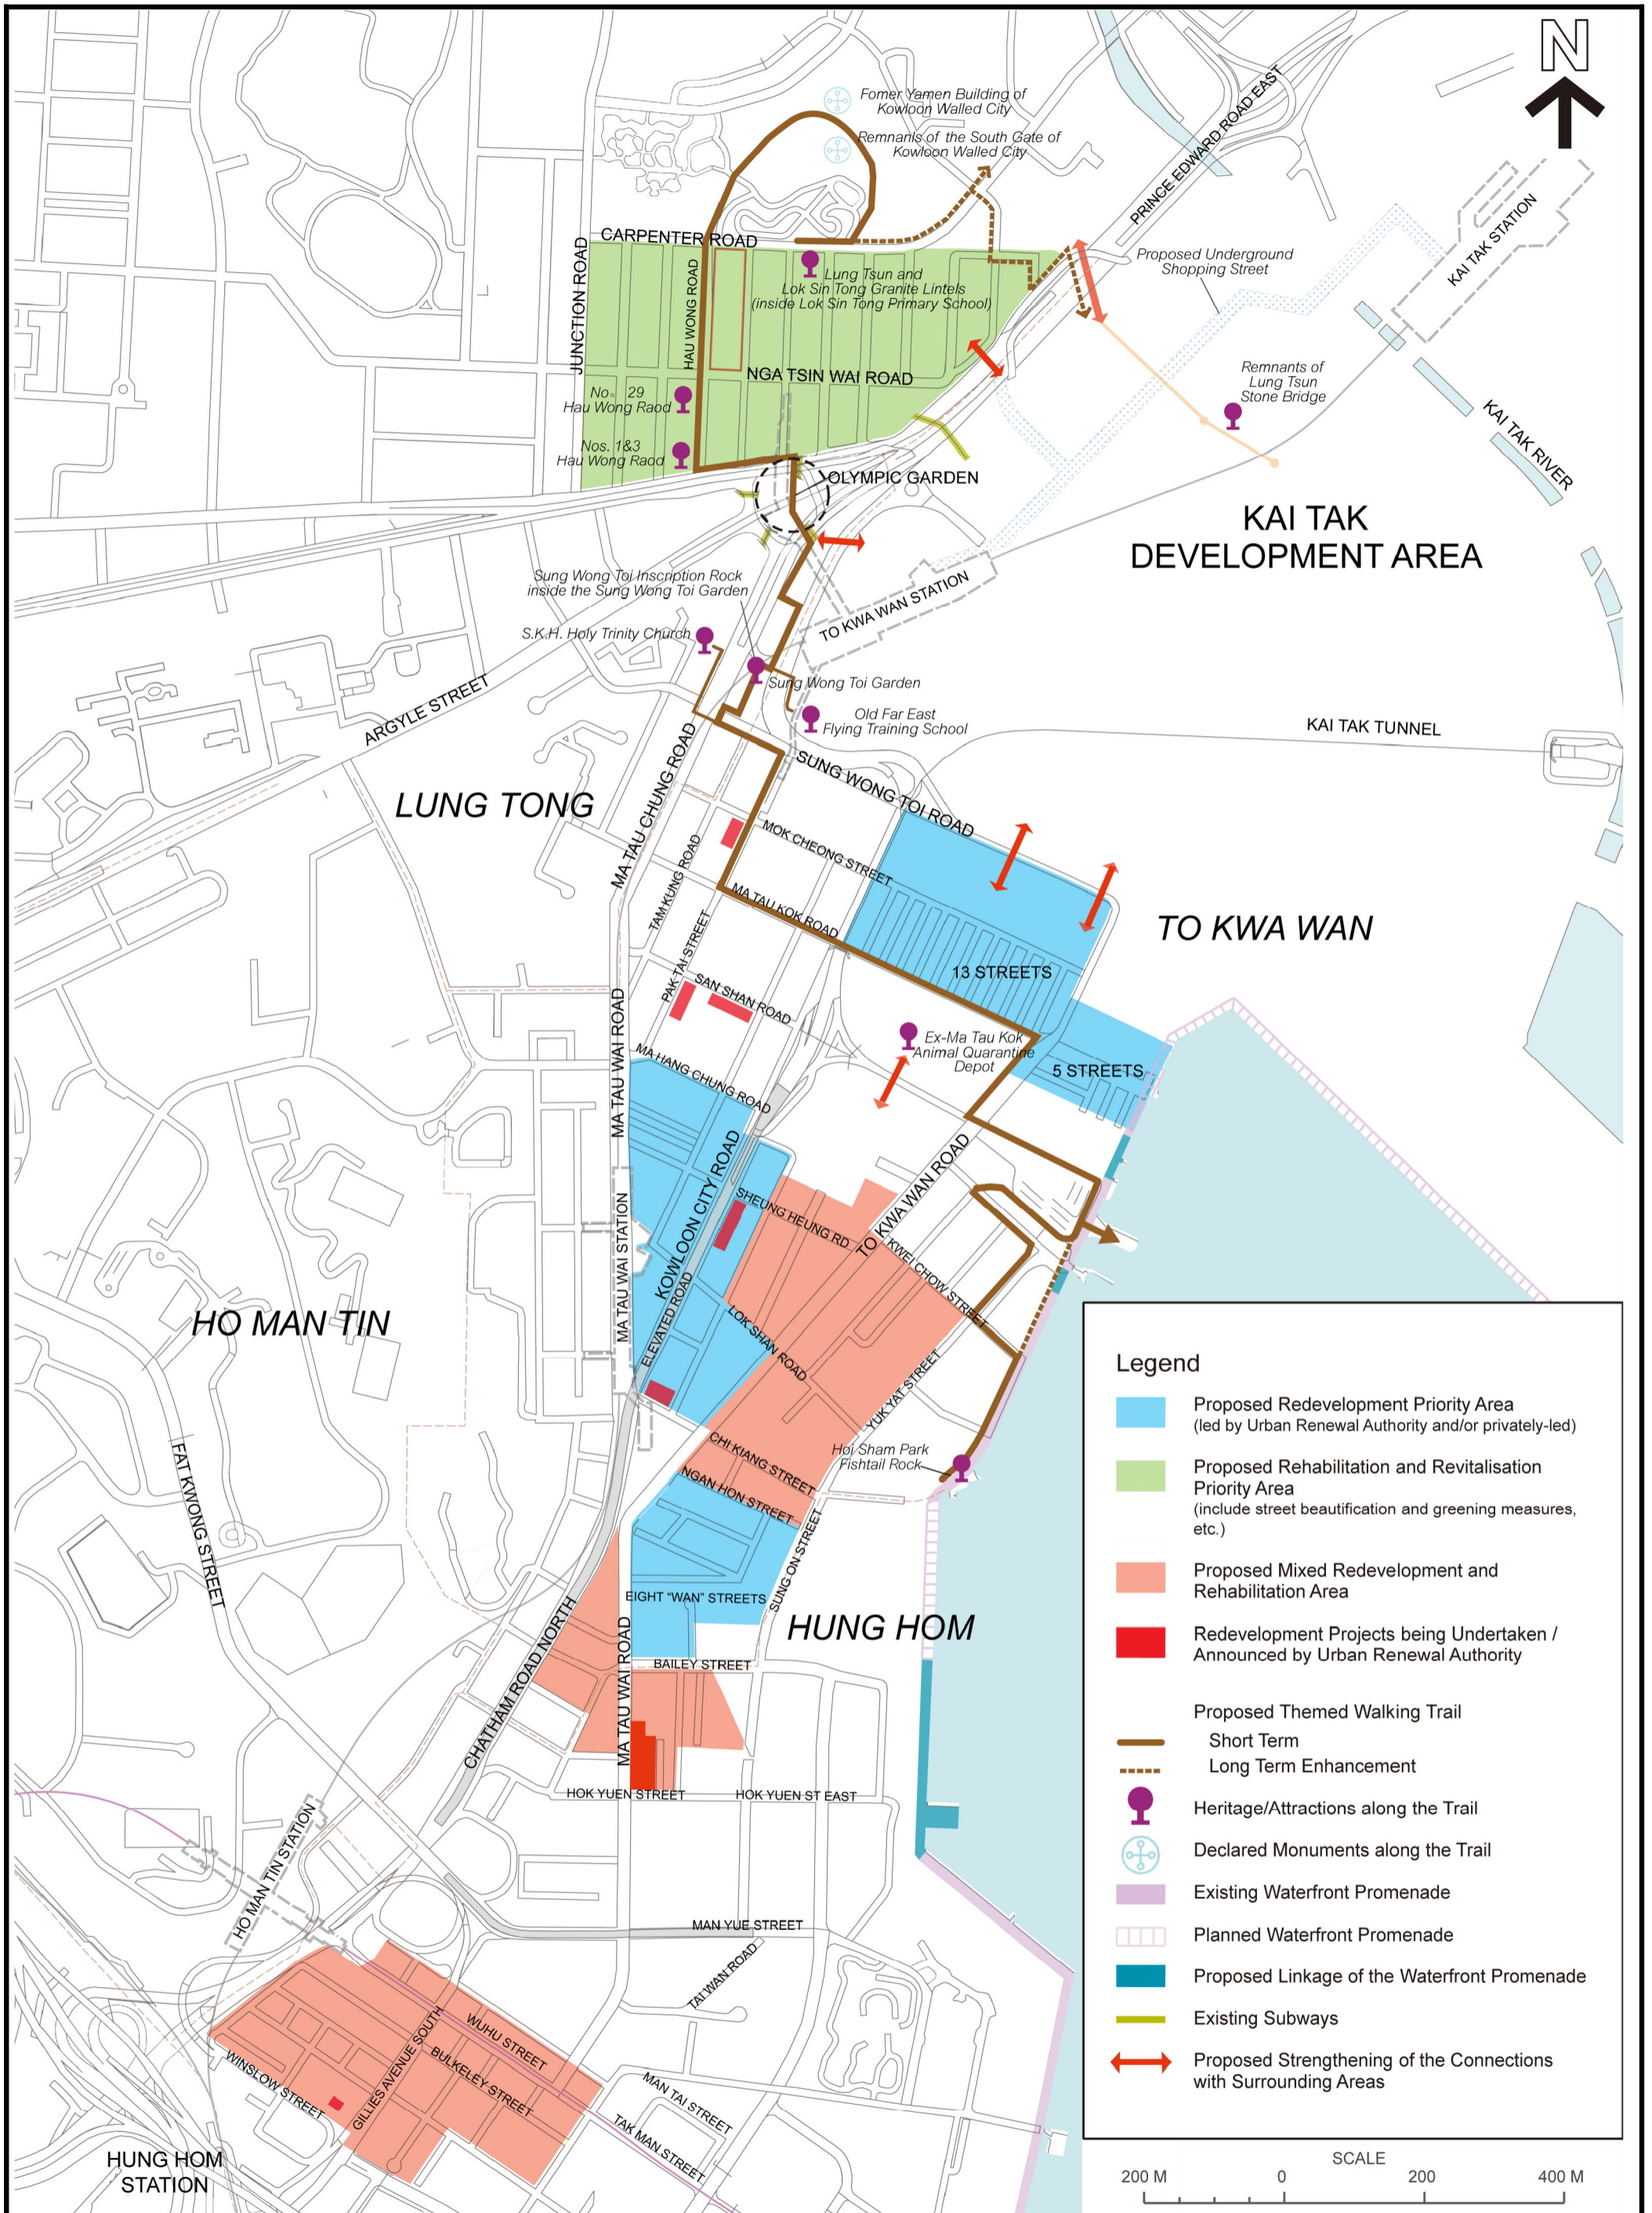 N
Fomer Yamen Building of
Kowloon Walled City
Remnanls of the South Gate of
Kowloon Walled City
PRINCE EDWARD ROAD EAST
KAI TAK STATION
CARPENTER ROAD
JUNCTION ROAD
HAU WONG ROAD
Lung Tsun and
Lok Sin Tong Granite Lintels
(inside Lok Sin Tong Primary School)
Proposed Underground
Shopping Street
NGA TSIN WAI ROAD
No. 29
Hau Wong Raod
Nos. 1&3
Hau Wong Raod
Remnants of
Lung Tsun
Stone Bridge
KAI TAK RIVER
OLYMPIC GARDEN
KAI TAK
DEVELOPMENT AREA
Sung Wong Toi Inscription Rock
inside the Sung Wong Toi Garden
TO KWA WAN STATION
S.K.H. Holy Trinity Church
Sung Wong Toi Garden
Old Far East
Flying Training School
ARGYLE STREET
KAI TAK TUNNEL
SUNG WONG TOI ROAD
LUNG TONG
MA TAU CHUNG ROAD
TAM KUNG ROAD
MOK CHEONG STREET
MA TAU KOK ROAD
PAK TAI STREET
TO KWA WAN
13 STREETS
SAN SHAN ROAD
MA TAU WAI ROAD
Ex-Ma Tau Kok
Animal Quarantine
Depot
MA HANG CHUNG ROAD
5 STREETS
KOWLOON CITY ROAD
TO KWA WAN ROAD
SHEUNG HEUNG RD
MA TAU WAI STATION
KWEI CHOW STREET
ELEVATED ROAD
HO MAN TIN
LOK SHAN ROAD
YUK YAT STREET
FAT KWONG STREET
CHI KIANG STREET
Hoi Sham Park
Fishtail Rock
NGAN HON STREET
SUNG ON STREET
EIGHT “WAN” STREETS
HUNG HOM
CHATHAM ROAD NORTH
MA TAU WAI ROAD
BAILEY STREET
HOK YUEN STREET
HOK YUEN ST EAST
HO MAN TIN STATION
MAN YUE STREET
TAI WAN ROAD
WUHU STREET
GILLIES AVENUE SOUTH
BULKELEY STREET
WINSLOW STREET
MAN TAI STREET
TAK MAN STREET
HUNG HOM
STATION
Legend
Proposed Redevelopment Priority Area
(led by Urban Renewal Authority and/or privately-led)
Proposed Rehabilitation and Revitalisation
Priority Area
(include street beautification and greening measures,
etc.)
Proposed Mixed Redevelopment and
Rehabilitation Area
Redevelopment Projects being Undertaken /
Announced by Urban Renewal Authority
Proposed Themed Walking Trail
Short Term
Long Term Enhancement
Heritage/Attractions along the Trail
Declared Monuments along the Trail
Existing Waterfront Promenade
Planned Waterfront Promenade
Proposed Linkage of the Waterfront Promenade
Existing Subways
Proposed Strengthening of the Connections
with Surrounding Areas
SCALE
200 M
0
200
400 M